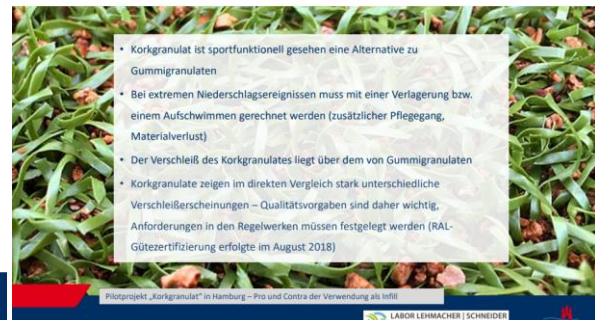 • Korkgranulat ist sportfunktionell gesehen eine Alternative zu
Gummigranulaten
• Bei extremen Niederschlagsereignissen muss mit einer Verlagerung bzw.
einem Aufschwimmen gerechnet werden (zusätzlicher Pflegegang,
Materialverlust)
• Der Verschleiß des Korkgranulates liegt über dem von Gummigranulaten
• Korkgranulate zeigen im direkten Vergleich stark unterschiedliche
Verschleißerscheinungen – Qualitätsvorgaben sind daher wichtig,
Anforderungen in den Regelwerken müssen festgelegt werden (RAL-
Gütezertifizierung erfolgte im August 2018)
Pilotprojekt „Korkgranulat" in Hamburg – Pro und Contra der Verwendung als Infill
LABOR LEHMACHER | SCHNEIDER